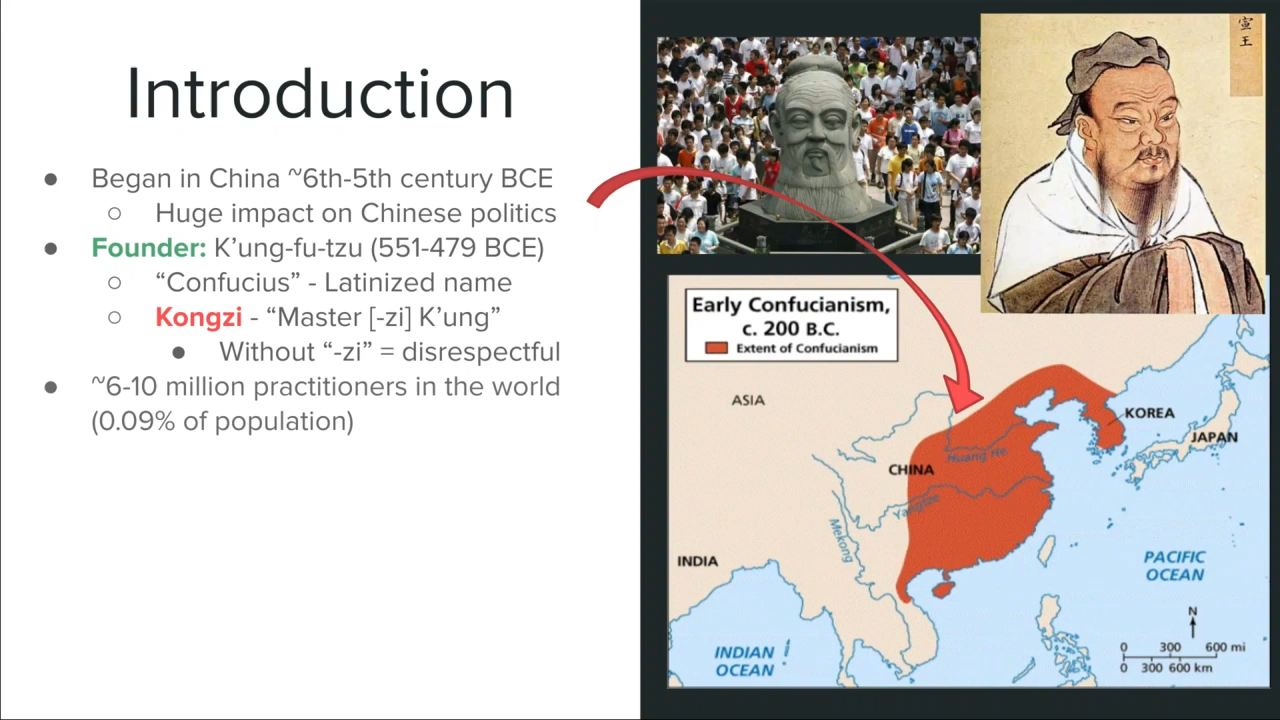 Introduction
● Began in China ~6th-5th century BCE
○ Huge impact on Chinese politics
● Founder: K’ung-fu-tzu (551-479 BCE)
○ “Confucius” - Latinized name
○ Kongzi - “Master [-zi] K’ung”
● Without “-zi” = disrespectful
● ~6-10 million practitioners in the world
(0.09% of population)
宣
王
Early Confucianism,
c. 200 B.C.
Extent of Confucianism
ASIA
KOREA
JAPAN
Huang He
CHINA
Yangtze
Mekong
INDIA
PACIFIC
OCEAN
N
INDIAN
OCEAN
0 300 600 mi
0 300 600 km